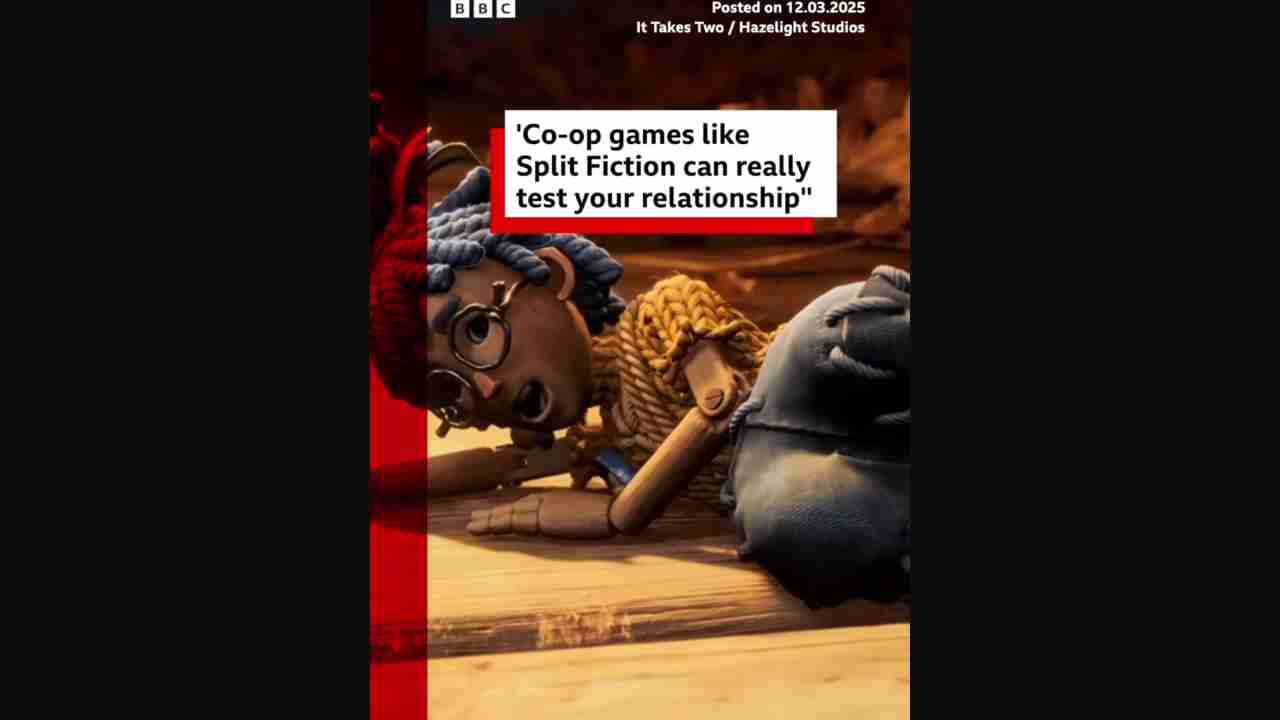 BBC
Posted on 12.03.2025
It Takes Two / Hazelight Studios
'Co-op games like
Split Fiction can really
test your relationship"